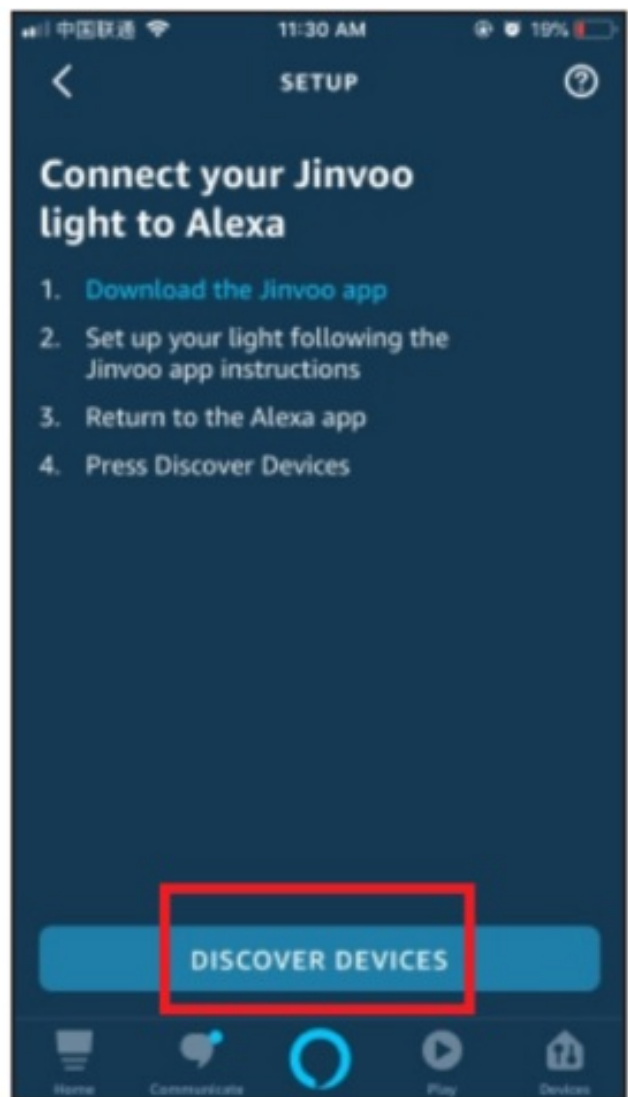 中国联通 11:30 AM 19%
SETUP
Connect your Jinvoo
light to Alexa
1. Download the Jinvoo app
2. Set up your light following the
Jinvoo app instructions
3. Return to the Alexa app
4. Press Discover Devices
DISCOVER DEVICES
Home Communicate Play Devices